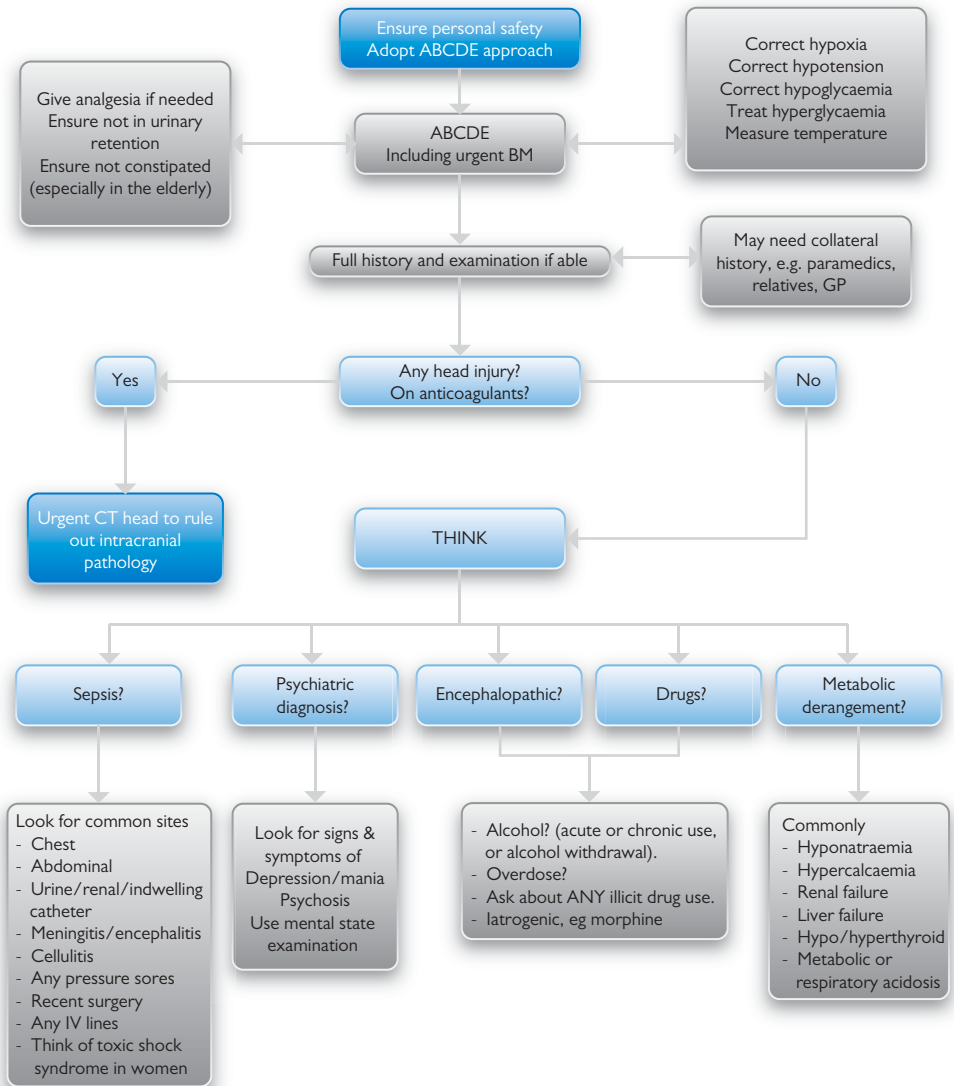 Ensure personal safety
Adopt ABCDE approach
Give analgesia if needed
Ensure not in urinary
retention
Ensure not constipated
(especially in the elderly)
ABCDE
Including urgent BM
Correct hypoxia
Correct hypotension
Correct hypoglycaemia
Treat hyperglycaemia
Measure temperature
Full history and examination if able
May need collateral
history, e.g. paramedics,
relatives, GP
Yes
Any head injury?
On anticoagulants?
No
Urgent CT head to rule
out intracranial
pathology
THINK
Sepsis?
Psychiatric
diagnosis?
Encephalopathic?
Drugs?
Metabolic
derangement?
Look for common sites
- Chest
- Abdominal
- Urine/renal/indwelling
catheter
- Meningitis/encephalitis
- Cellulitis
- Any pressure sores
- Recent surgery
- Any IV lines
- Think of toxic shock
syndrome in women
Look for signs &
symptoms of
Depression/mania
Psychosis
Use mental state
examination
- Alcohol? (acute or chronic use,
or alcohol withdrawal).
- Overdose?
- Ask about ANY illicit drug use.
- Iatrogenic, eg morphine
Commonly
- Hyponatraemia
- Hypercalcaemia
- Renal failure
- Liver failure
- Hypo/hyperthyroid
- Metabolic or
respiratory acidosis